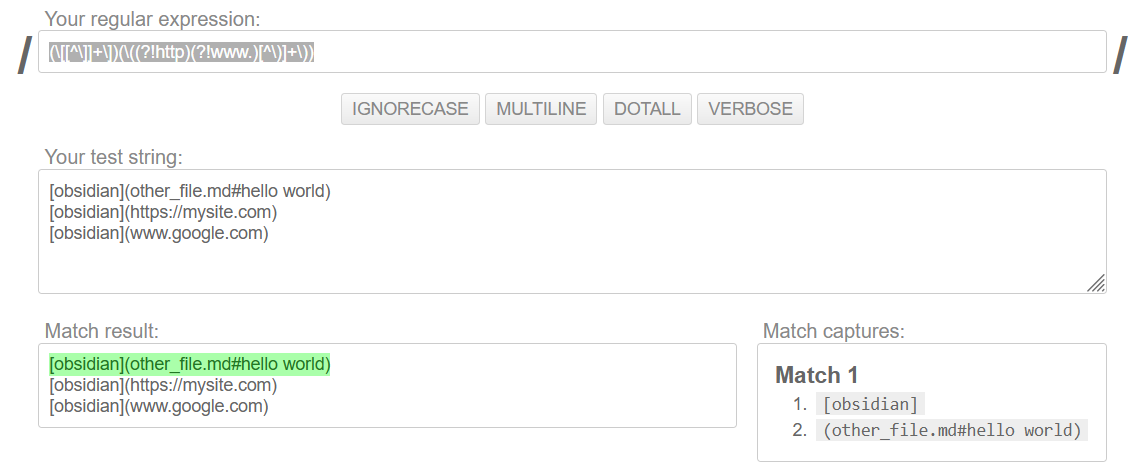 Your regular expression:
/ (\[[^\]]+\])(\((?!http)(?!www.)[^\)]+\)) /
IGNORECASE MULTILINE DOTALL VERBOSE
Your test string:
[obsidian](other_file.md#hello world)
[obsidian](https://mysite.com)
[obsidian](www.google.com)
Match result:
[obsidian](other_file.md#hello world)
[obsidian](https://mysite.com)
[obsidian](www.google.com)
Match captures:
Match 1
1. [obsidian]
2. (other_file.md#hello world)